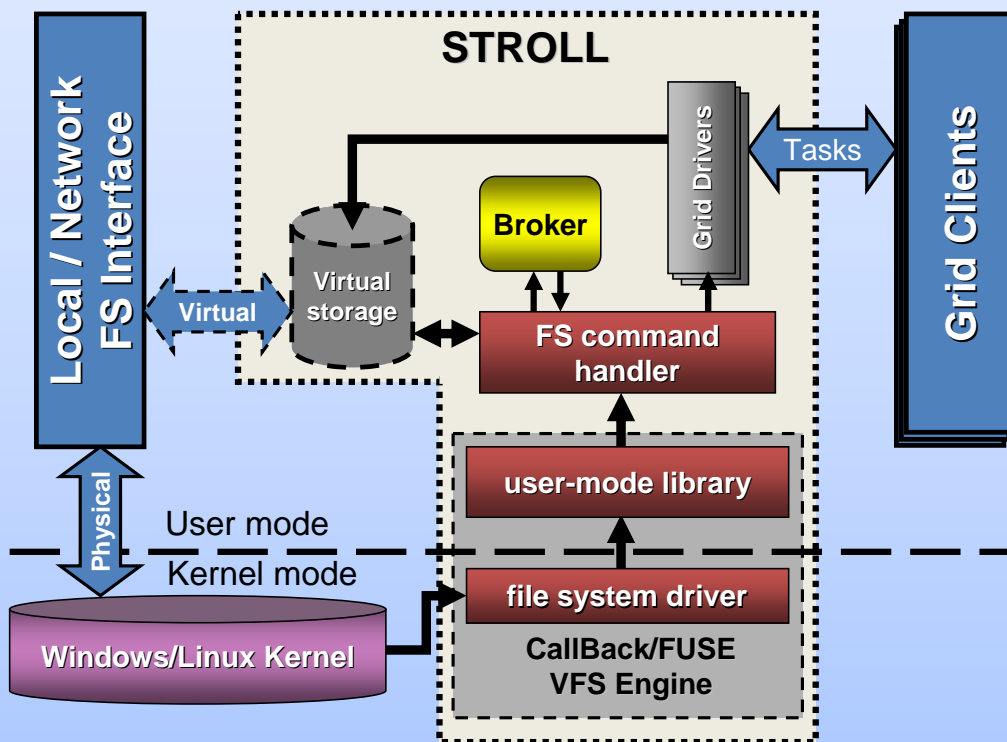 STROLL
Local / Network
FS Interface
Grid Drivers
Tasks
Grid Clients
Broker
Virtual
storage
Virtual
FS command
handler
user-mode library
Physical
User mode
Kernel mode
file system driver
Windows/Linux Kernel
CallBack/FUSE
VFS Engine